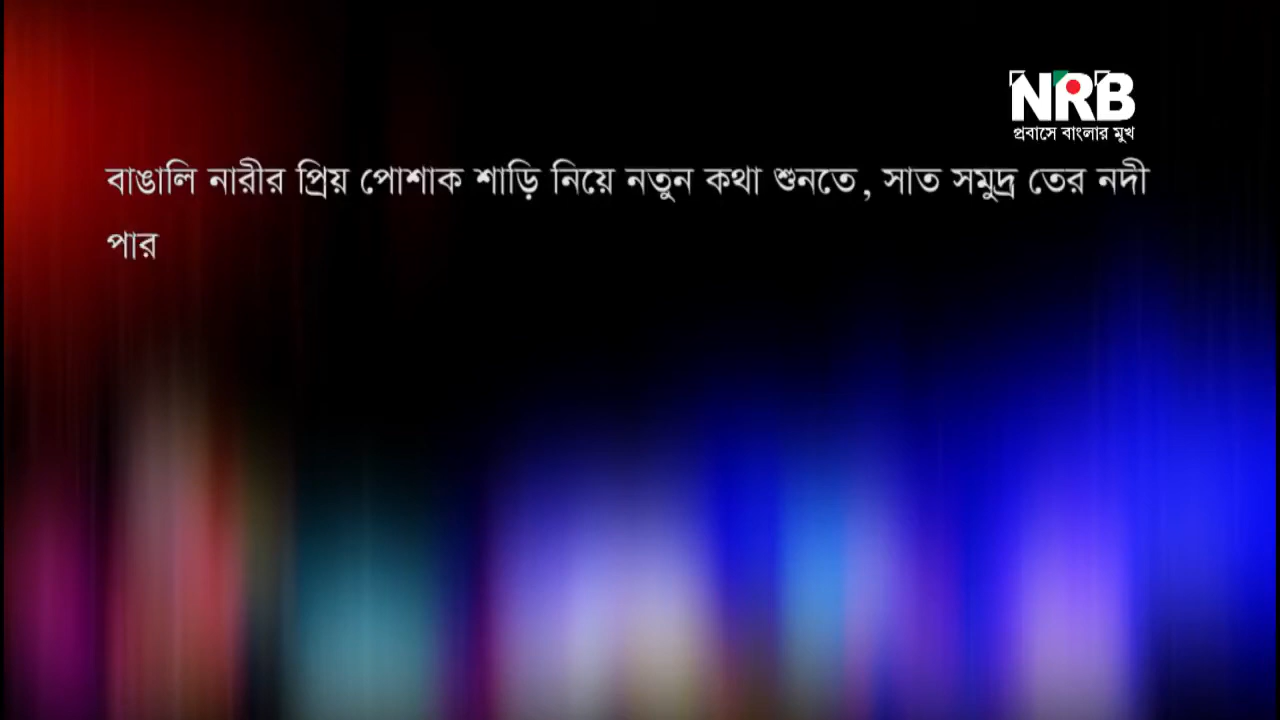 NRB
প্রবাসে বাংলার মুখ
বাঙালি নারীর প্রিয় পোশাক শাড়ি নিয়ে নতুন কথা শুনতে, সাত সমুদ্র তের নদী
পার